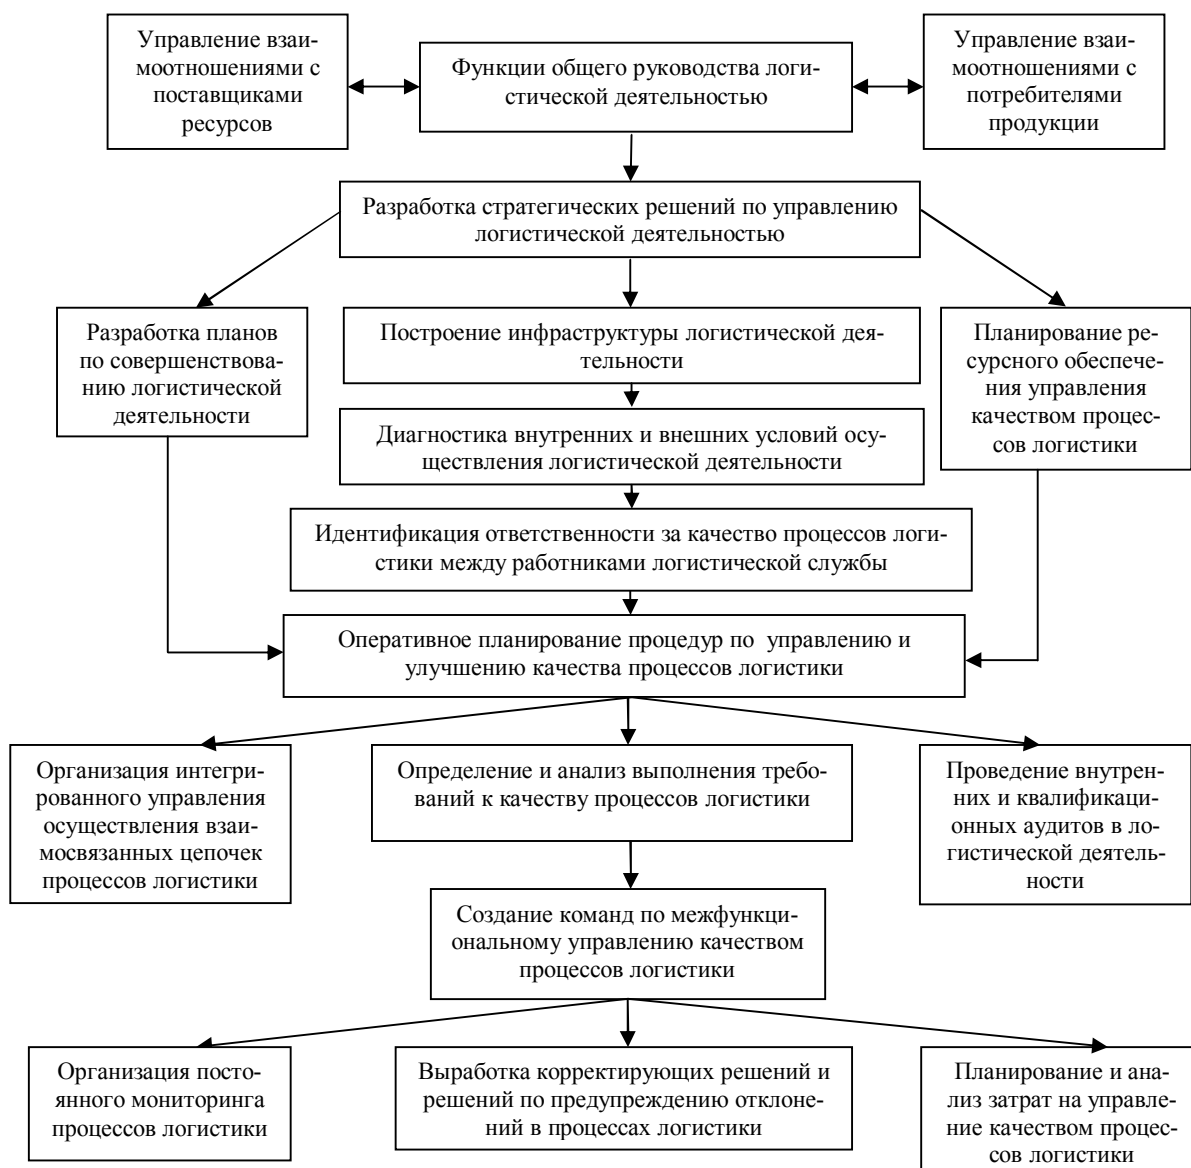 Управление взаи-
моотношениями с
поставщиками
ресурсов
Функции общего руководства логи-
стической деятельностью
Управление взаи-
моотношениями с
потребителями
продукции
Разработка стратегических решений по управлению
логистической деятельностью
Разработка планов
по совершенствова-
нию логистической
деятельности
Построение инфраструктуры логистической дея-
тельности
Планирование ре-
сурсного обеспече-
ния управления
качеством процес-
сов логистики
Диагностика внутренних и внешних условий осу-
ществления логистической деятельности
Идентификация ответственности за качество процессов логи-
стики между работниками логистической службы
Оперативное планирование процедур по управлению и
улучшению качества процессов логистики
Организация интегри-
рованного управления
осуществления взаи-
мосвязанных цепочек
процессов логистики
Определение и анализ выполнения требо-
ваний к качеству процессов логистики
Проведение внутрен-
них и квалификаци-
онных аудитов в ло-
гистической деятель-
ности
Создание команд по межфункци-
ональному управлению качеством
процессов логистики
Организация посто-
янного мониторинга
процессов логистики
Выработка корректирующих решений и
решений по предупреждению отклоне-
ний в процессах логистики
Планирование и ана-
лиз затрат на управле-
ние качеством процес-
сов логистики